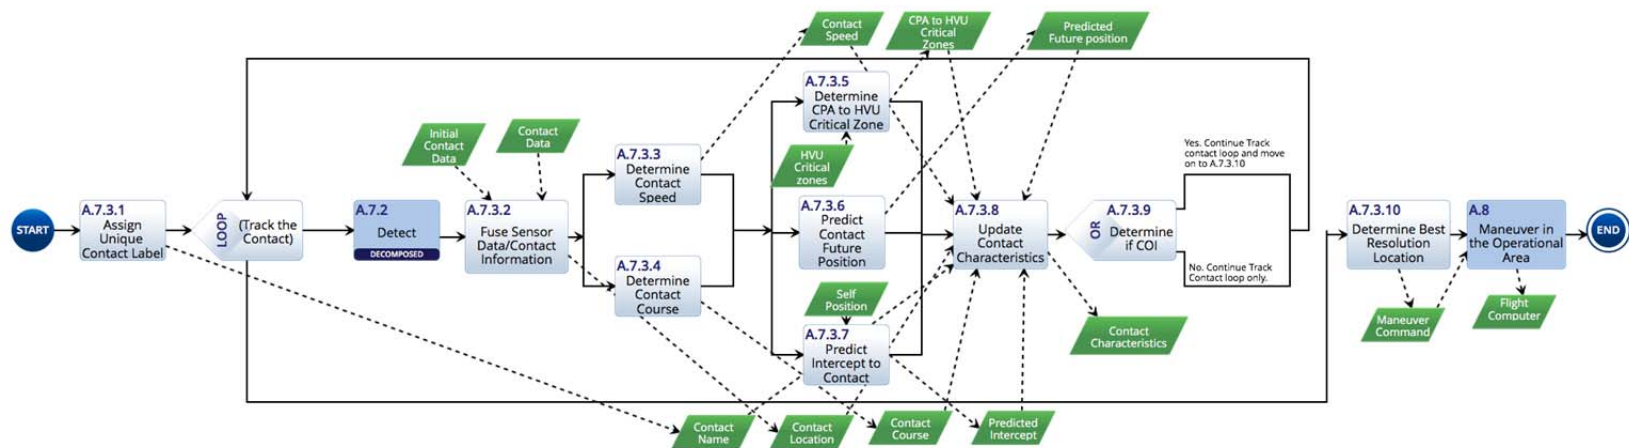 Contact
Speed
CPA to HVU
Critical
Zones
Predicted
Future position
A.7.3.5
Determine
CPA to HVU
Critical Zone
Initial
Contact
Data
Contact
Data
HVU
Critical
zones
Yes. Continue Track
contact loop and move
on to A.7.3.10
A.7.3.3
Determine
Contact
Speed
START
A.7.3.1
Assign
Unique
Contact Label
LOOP
(Track the
Contact)
A.7.2
Detect
DECOMPOSED
A.7.3.2
Fuse Sensor
Data/Contact
Information
A.7.3.6
Predict
Contact
Future
Position
A.7.3.8
Update
Contact
Characteristics
OR
A.7.3.9
Determine
if COI
A.7.3.10
Determine Best
Resolution
Location
A.8
Maneuver in
the Operational
Area
END
A.7.3.4
Determine
Contact
Course
No. Continue Track
Contact loop only.
Self
Position
A.7.3.7
Predict
Intercept to
Contact
Contact
Characteristics
Maneuver
Command
Flight
Computer
Contact
Name
Contact
Location
Contact
Course
Predicted
Intercept